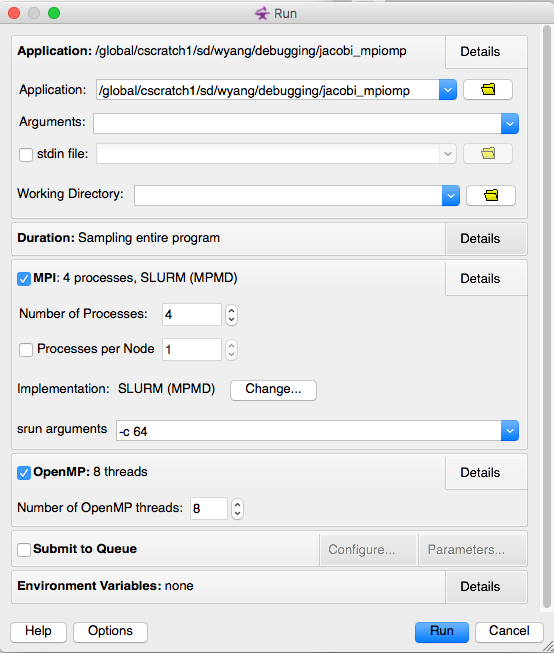 Run
Application: /global/cscratch1/sd/wyang/debugging/jacobi_mpiomp Details
Application: /global/cscratch1/sd/wyang/debugging/jacobi_mpiomp
Arguments:
stdin file:
Working Directory:
Duration: Sampling entire program Details
MPI: 4 processes, SLURM (MPMD) Details
Number of Processes: 4
Processes per Node 1
Implementation: SLURM (MPMD) Change...
srun arguments -c 64
OpenMP: 8 threads Details
Number of OpenMP threads: 8
Submit to Queue Configure... Parameters...
Environment Variables: none Details
Help Options Run Cancel